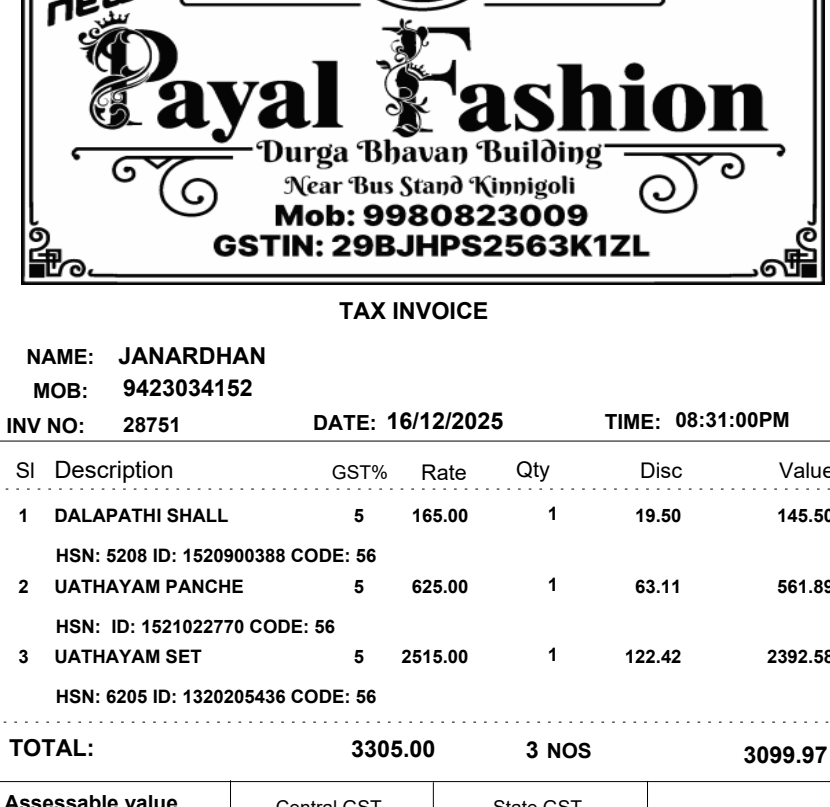 new
Payal Fashion
Durga Bhavan Building
Near Bus Stand Kinnigoli
Mob: 9980823009
GSTIN: 29BJHPS2563K1ZL
TAX INVOICE
NAME: JANARDHAN
MOB: 9423034152
INV NO: 28751 DATE: 16/12/2025 TIME: 08:31:00PM
Sl Description GST% Rate Qty Disc Value
1 DALAPATHI SHALL 5 165.00 1 19.50 145.50
HSN: 5208 ID: 1520900388 CODE: 56
2 UATHAYAM PANCHE 5 625.00 1 63.11 561.89
HSN: ID: 1521022770 CODE: 56
3 UATHAYAM SET 5 2515.00 1 122.42 2392.58
HSN: 6205 ID: 1320205436 CODE: 56
TOTAL: 3305.00 3 NOS 3099.97
Assessable value Central GST State GST